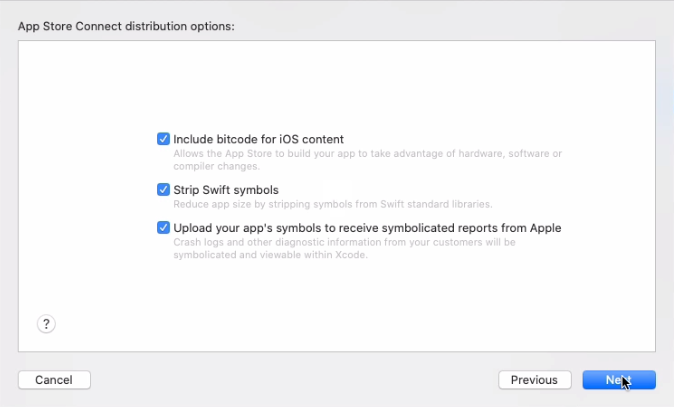 App Store Connect distribution options:
Include bitcode for iOS content
Allows the App Store to build your app to take advantage of hardware, software or
compiler changes.
Strip Swift symbols
Reduce app size by stripping symbols from Swift standard libraries.
Upload your app's symbols to receive symbolicated reports from Apple
Crash logs and other diagnostic information from your customers will be
symbolicated and viewable within Xcode.
?
Cancel
Previous
Next